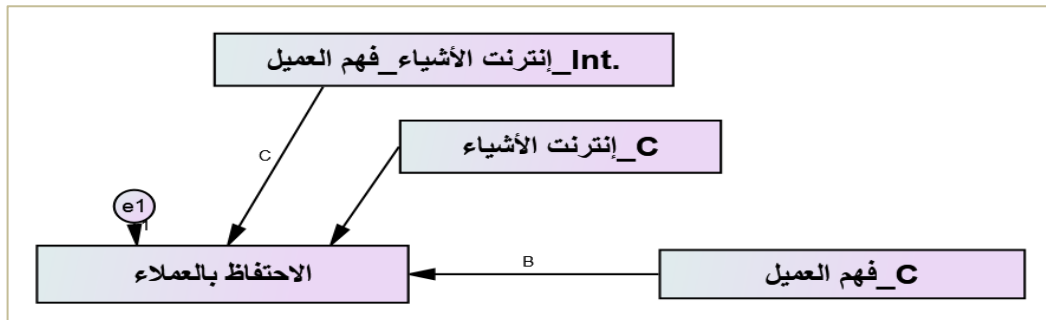 Int._إنترنت الأشياء_فهم العميل
C
C_إنترنت الأشياء
e1
1
الاحتفاظ بالعملاء
B
C_فهم العميل